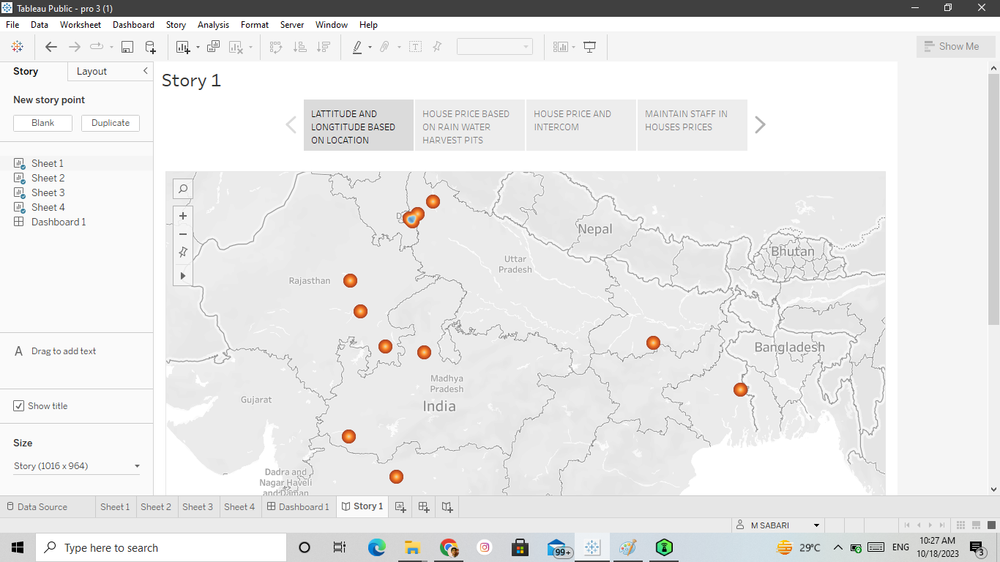 Tableau Public - pro 3 (1)
File Data Worksheet Dashboard Story Analysis Format Server Window Help
Show Me
Story
Layout
New story point
Blank
Duplicate
Sheet 1
Sheet 2
Sheet 3
Sheet 4
Dashboard 1
A Drag to add text
Show title
Size
Story (1016 x 964)
Story 1
LATTITUDE AND
LONGTITUDE BASED
ON LOCATION
HOUSE PRICE BASED
ON RAIN WATER
HARVEST PITS
HOUSE PRICE AND
INTERCOM
MAINTAIN STAFF IN
HOUSES PRICES
Nepal
Bhutan
Uttar
Pradesh
Rajasthan
Bangladesh
Madhya
Pradesh
Gujarat
India
Dadra and
Nagar Haveli
and Daman
Data Source Sheet 1 Sheet 2 Sheet 3 Sheet 4 Dashboard 1 Story 1
M SABARI
Type here to search
99+
29°C
ENG
10:27 AM
10/18/2023
3